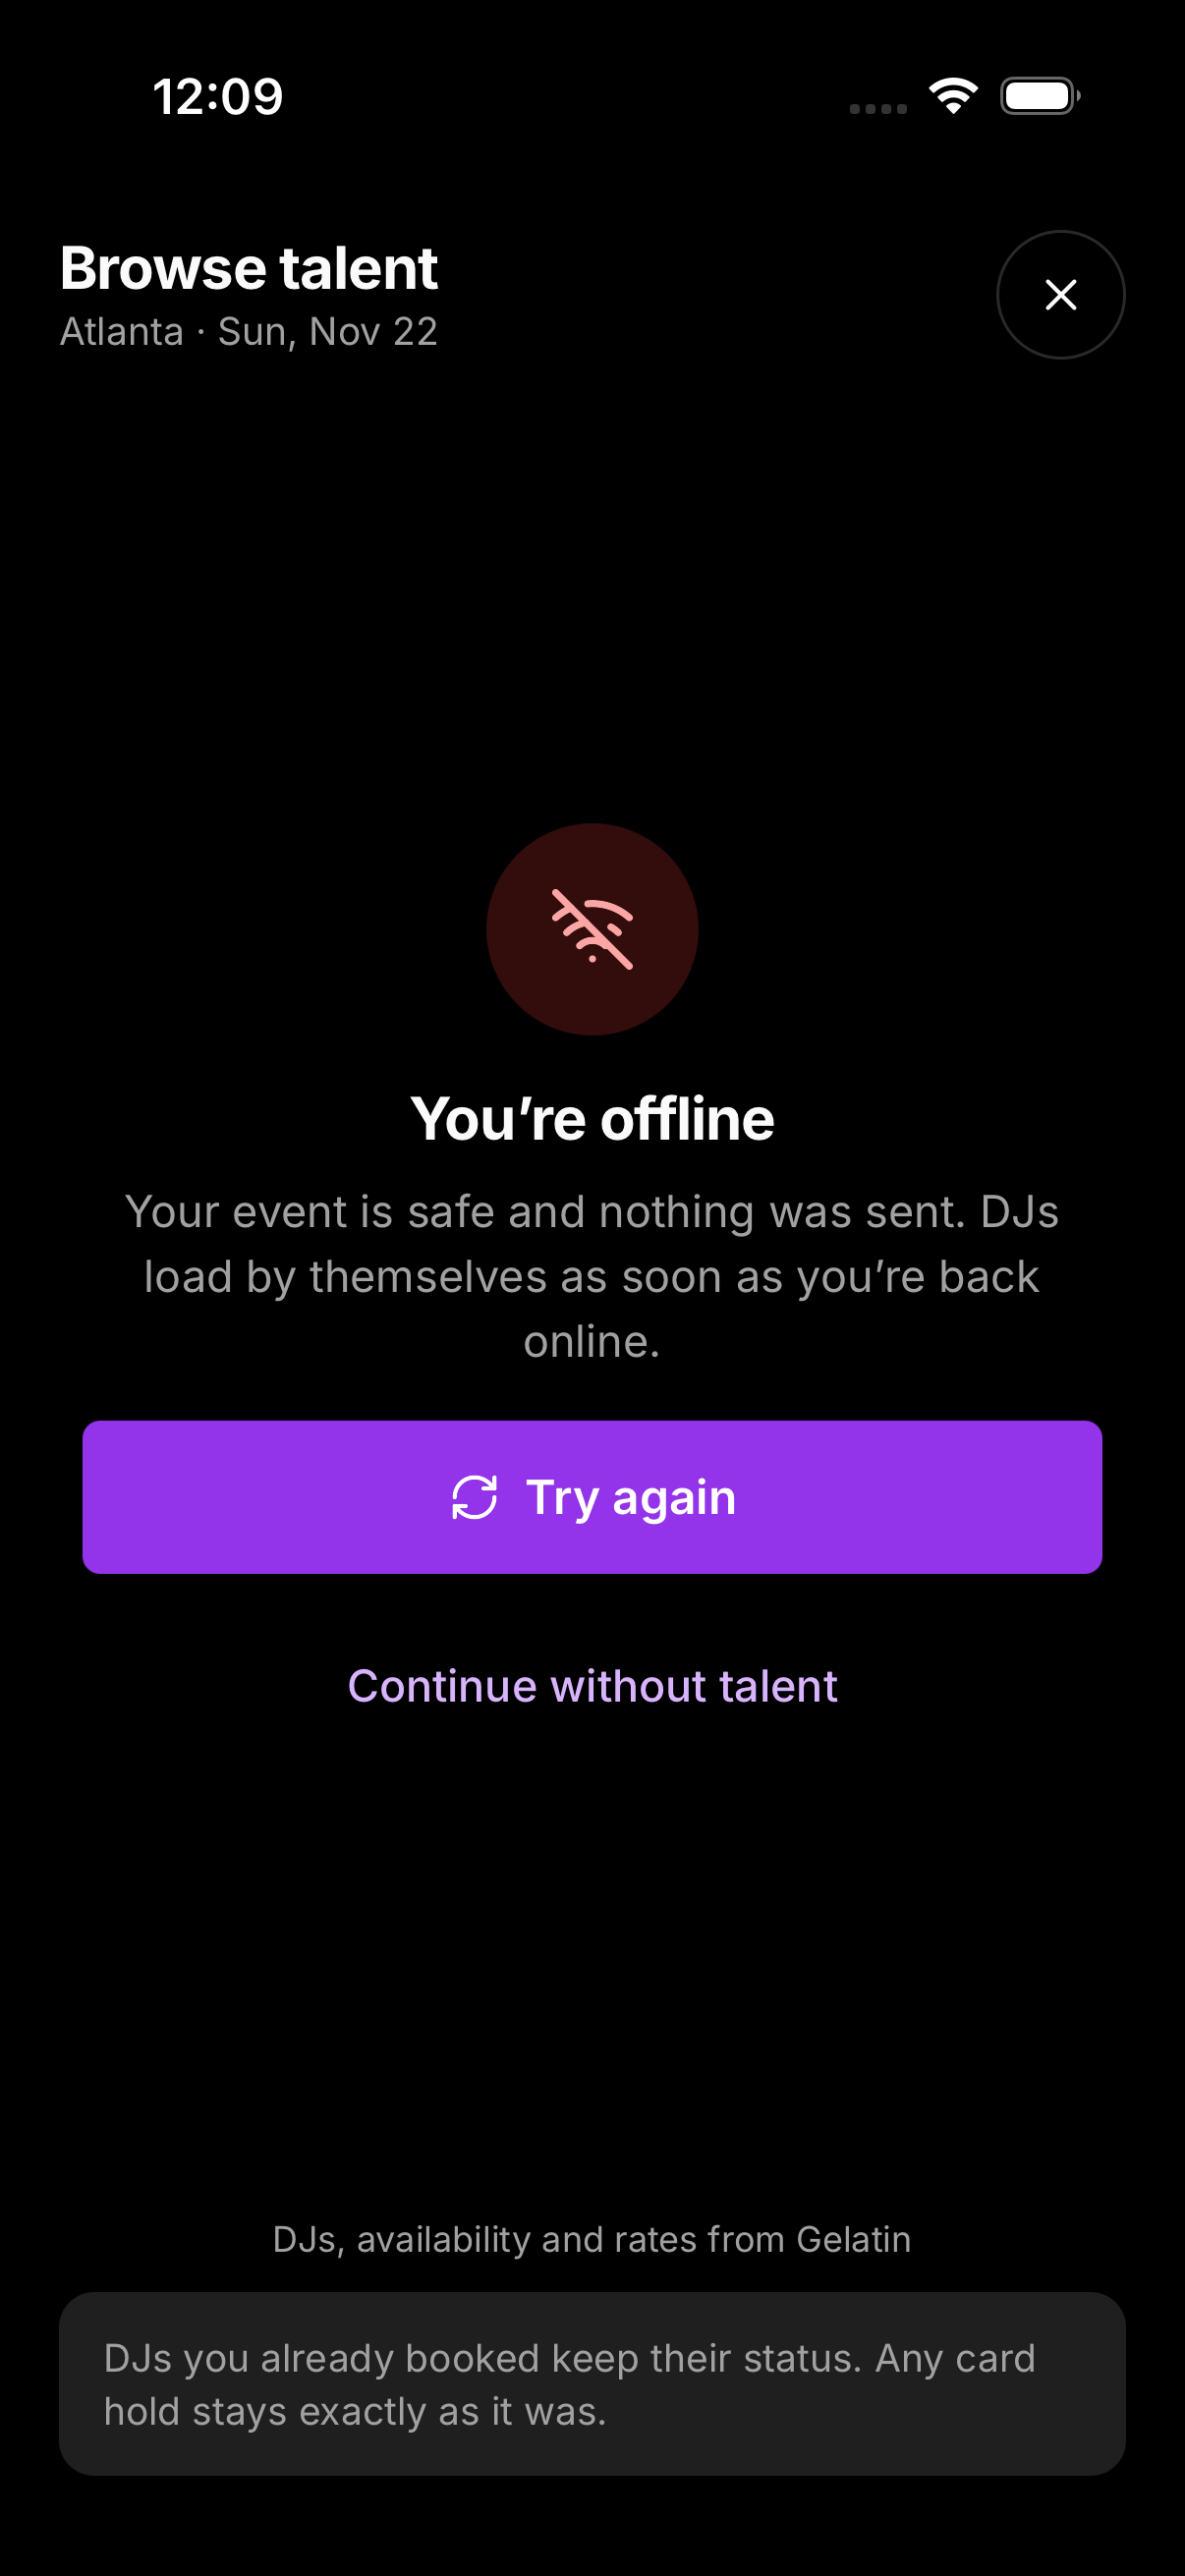 12:09
Browse talent
Atlanta · Sun, Nov 22
You’re offline
Your event is safe and nothing was sent. DJs
load by themselves as soon as you’re back
online.
Try again
Continue without talent
DJs, availability and rates from Gelatin
DJs you already booked keep their status. Any card
hold stays exactly as it was.